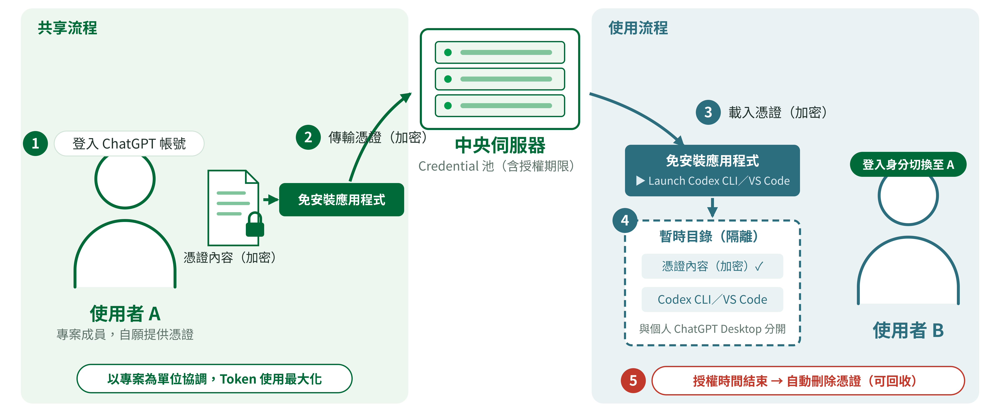 共享流程
1
登入 ChatGPT 帳號
2
傳輸憑證（加密）
免安裝應用程式
憑證內容（加密）
使用者 A
專案成員，自願提供憑證
以專案為單位協調，Token 使用最大化
中央伺服器
Credential 池（含授權期限）
使用流程
3
載入憑證（加密）
免安裝應用程式
▶ Launch Codex CLI／VS Code
登入身分切換至 A
4
暫時目錄（隔離）
憑證內容（加密）✓
Codex CLI／VS Code
與個人 ChatGPT Desktop 分開
使用者 B
5
授權時間結束 → 自動刪除憑證（可回收）